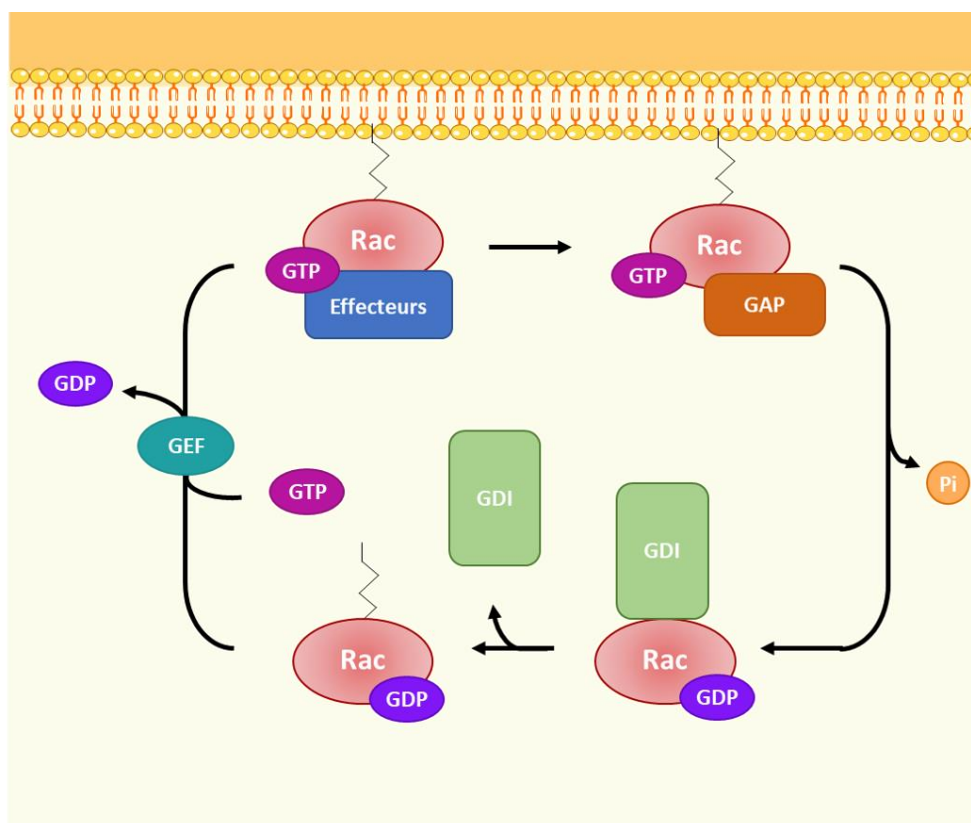 Rac
GTP
Effecteurs
Rac
GTP
GAP
GDP
GEF
GTP
GDI
GDI
Pi
Rac
GDP
Rac
GDP